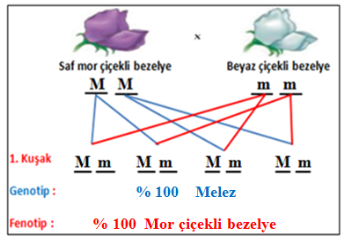 x
Saf mor çiçekli bezelye Beyaz çiçekli bezelye
M M m m
1. Kuşak M m M m M m M m
Genotip : % 100 Melez
Fenotip : % 100 Mor çiçekli bezelye